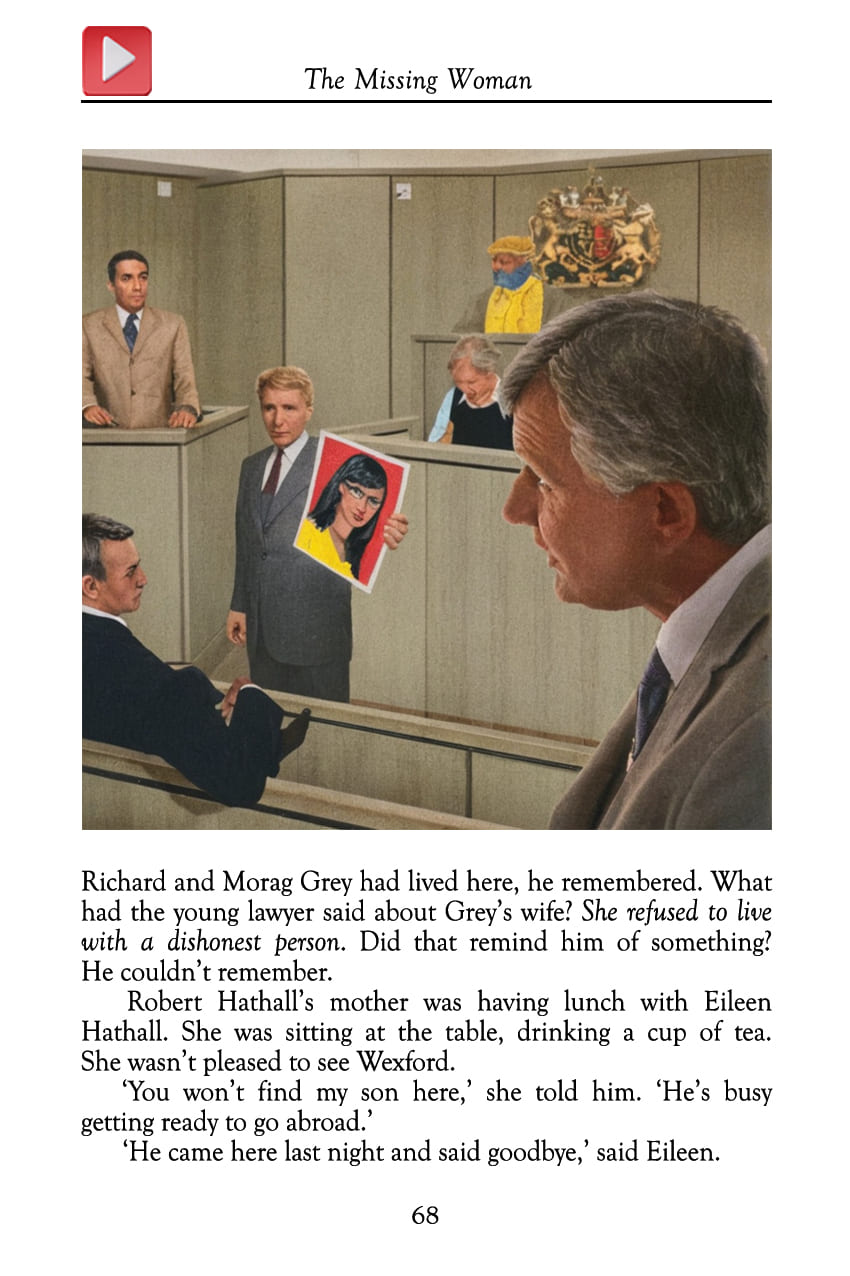 The Missing Woman
Richard and Morag Grey had lived here, he remembered. What
had the young lawyer said about Grey’s wife? She refused to live
with a dishonest person. Did that remind him of something?
He couldn’t remember.
Robert Hathall’s mother was having lunch with Eileen
Hathall. She was sitting at the table, drinking a cup of tea.
She wasn’t pleased to see Wexford.
‘You won’t find my son here,’ she told him. ‘He’s busy
getting ready to go abroad.’
‘He came here last night and said goodbye,’ said Eileen.
68